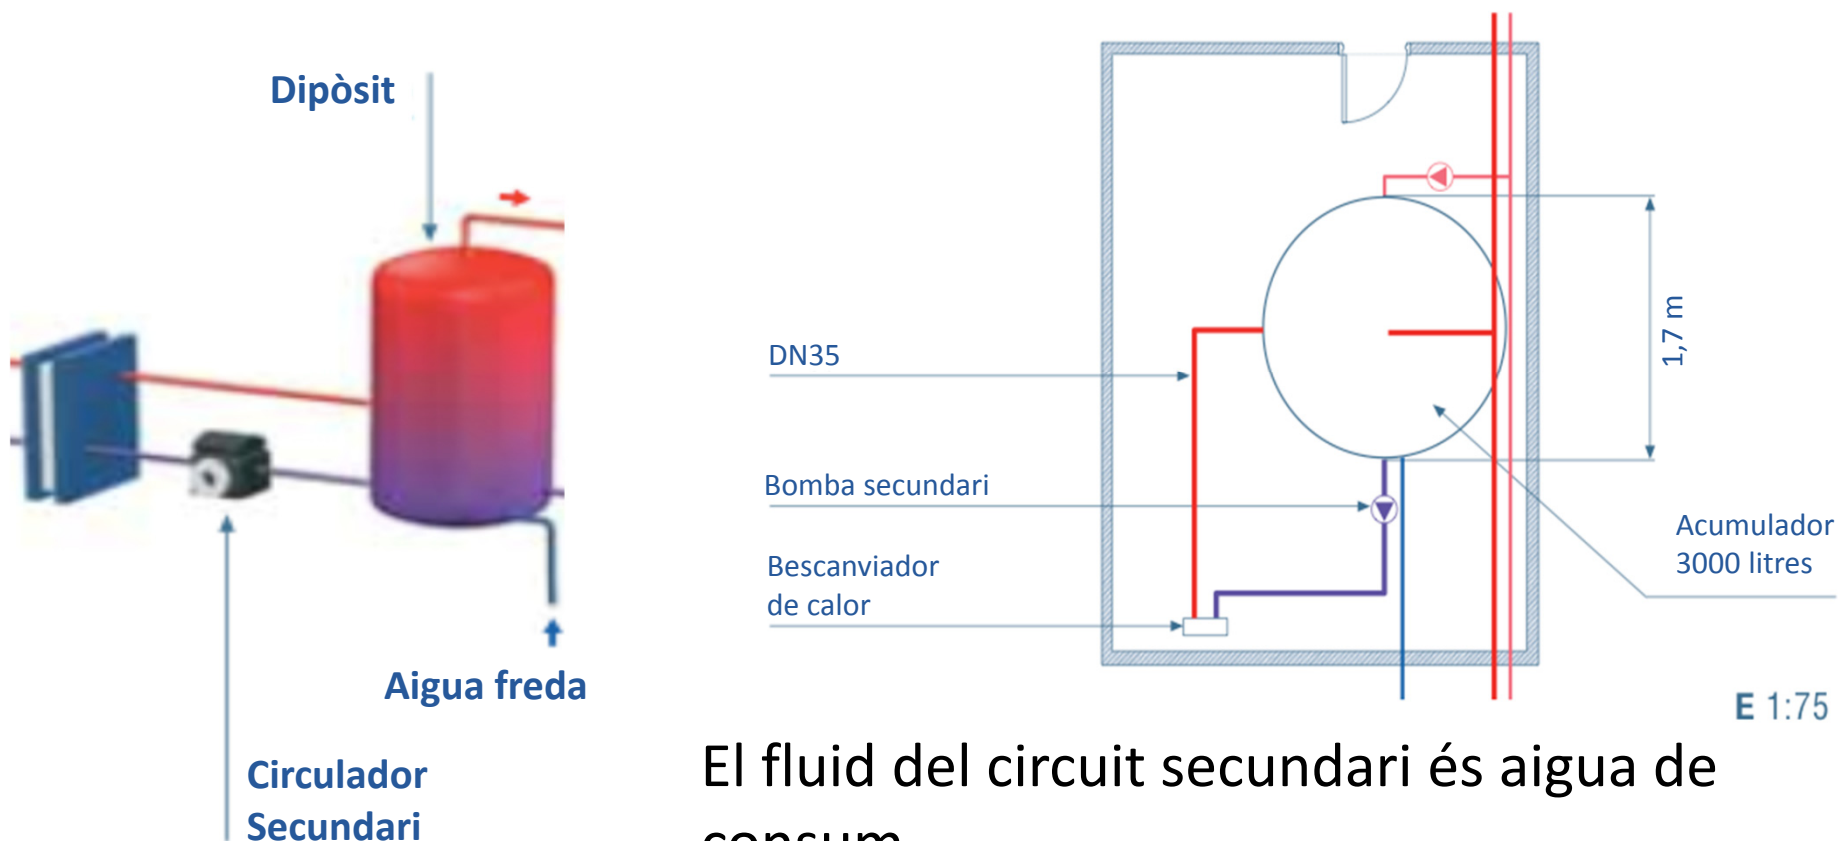 Dipòsit
Aigua freda
Circulador
Secundari
DN35
Bomba secundari
Bescanviador
de calor
1,7 m
Acumulador
3000 litres
E 1:75
El fluid del circuit secundari és aigua de
consum